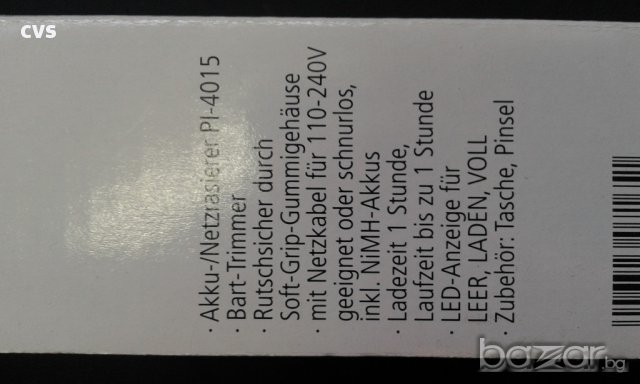 CVS
· Akku-/Netzrasierer PI-4015
· Bart-Trimmer
· Rutschsicher durch
Soft-Grip-Gummigehäuse
· mit Netzkabel für 110-240V
geeignet oder schnurlos,
inkl. NiMH-Akkus
· Ladezeit 1 Stunde,
Laufzeit bis zu 1 Stunde
· LED-Anzeige für
LEER, LADEN, VOLL
· Zubehör: Tasche, Pinsel
bazar.bg